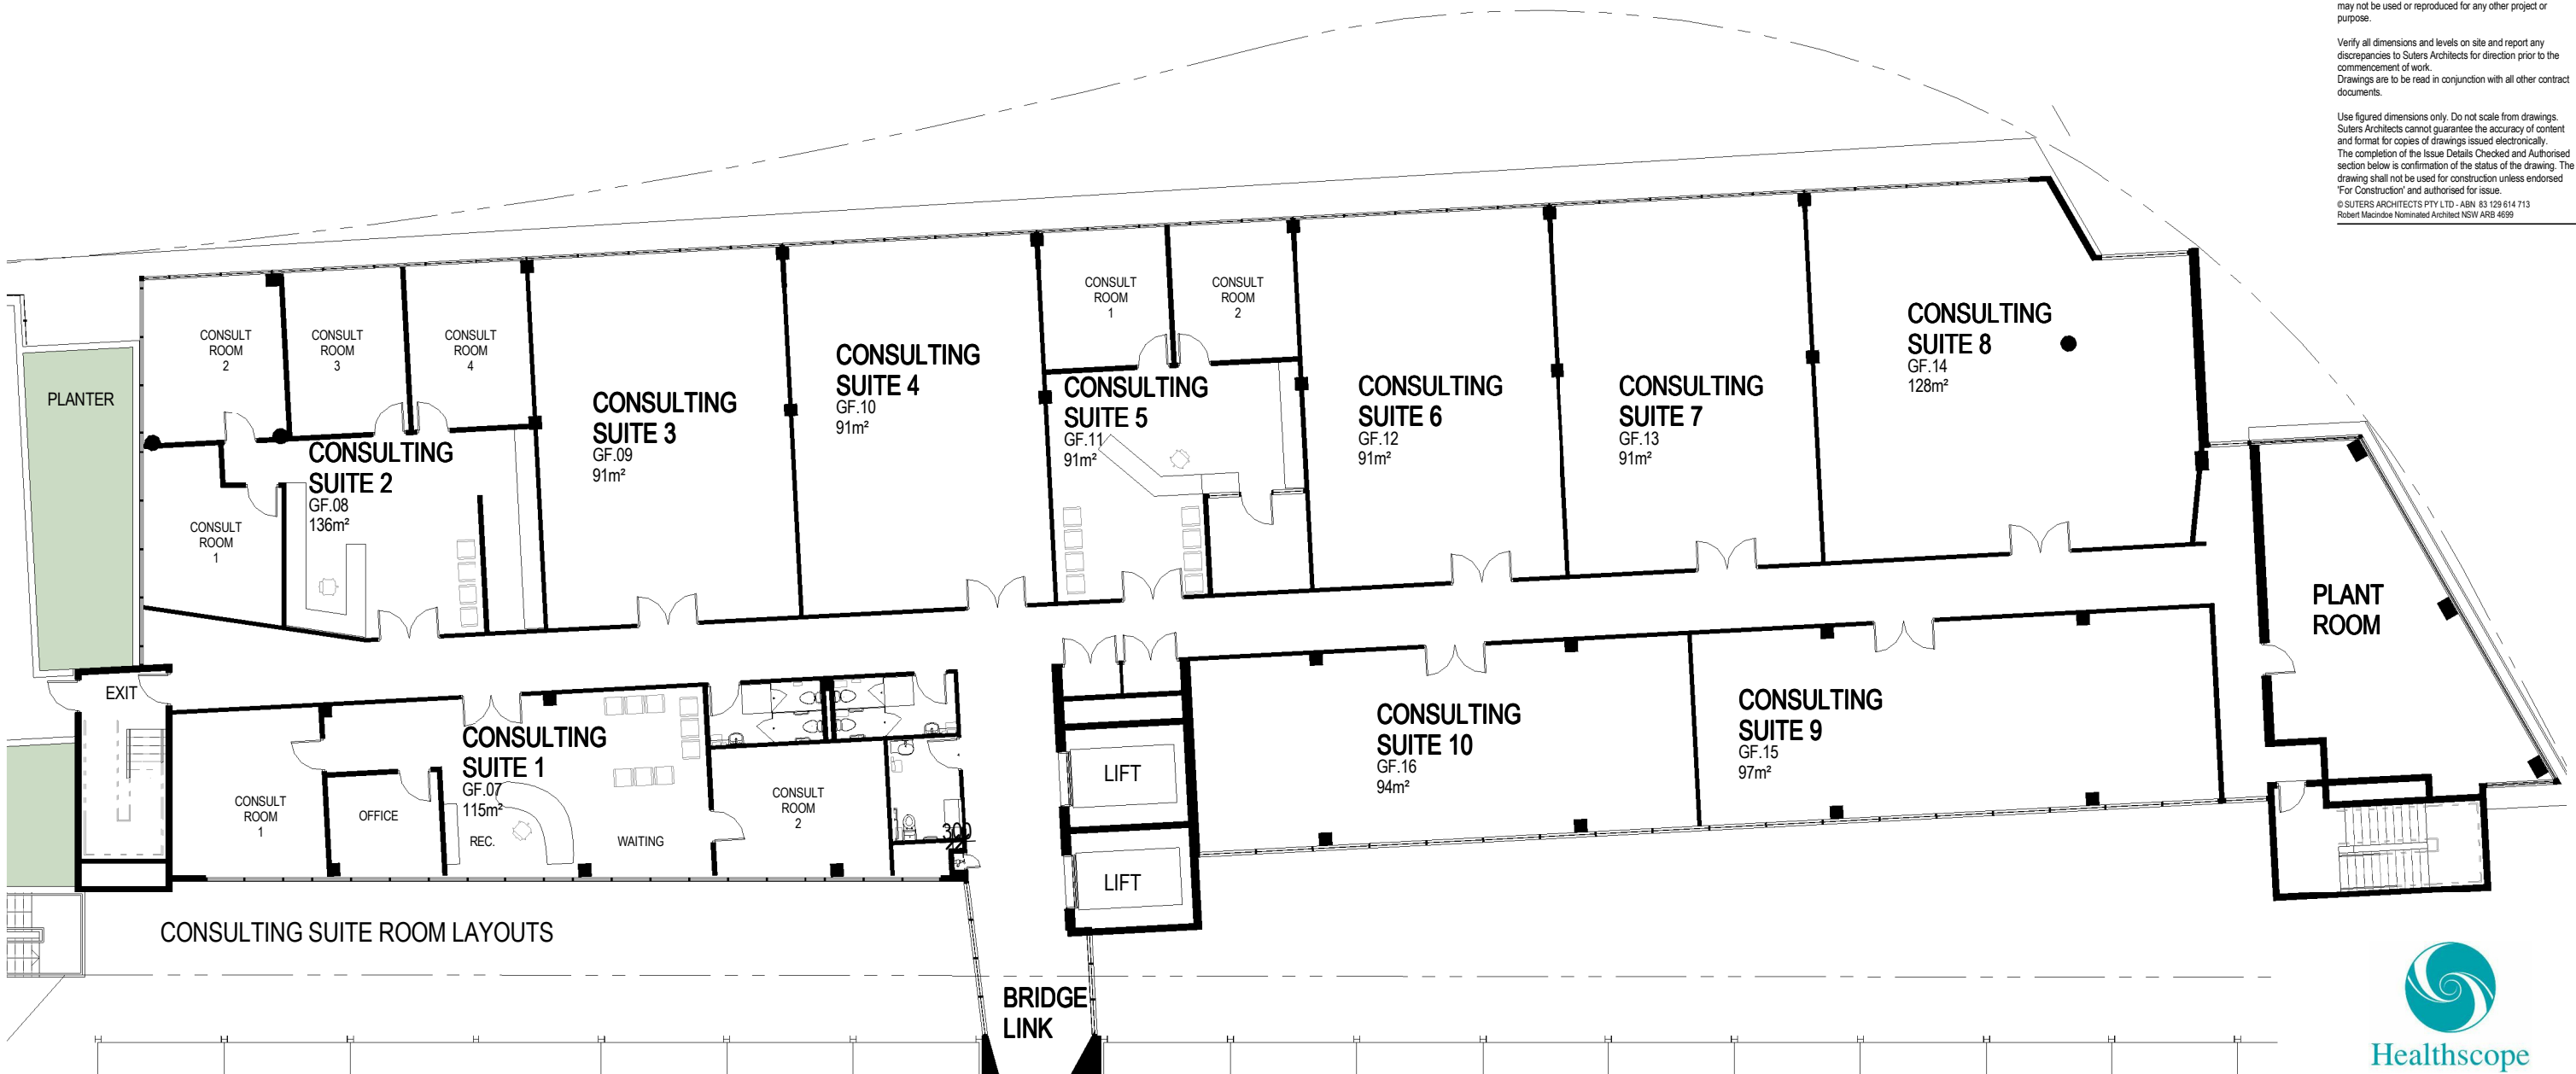 may not be used or reproduced for any other project or
purpose.
Verify all dimensions and levels on site and report any
discrepancies to Suters Architects for direction prior to the
commencement of work.
Drawings are to be read in conjunction with all other contract
documents.
Use figured dimensions only. Do not scale from drawings.
Suters Architects cannot guarantee the accuracy of content
and format for copies of drawings issued electronically.
The completion of the Issue Details Checked and Authorised
section below is confirmation of the status of the drawing. The
drawing shall not be used for construction unless endorsed
'For Construction' and authorised for issue.
© SUTERS ARCHITECTS PTY LTD - ABN 83 129 614 713
Robert Macindoe Nominated Architect NSW ARB 4699
PLANTER
CONSULT
ROOM
2
CONSULT
ROOM
3
CONSULT
ROOM
4
CONSULTING
SUITE 2
GF.08
136m²
CONSULT
ROOM
1
CONSULTING
SUITE 3
GF.09
91m²
CONSULTING
SUITE 4
GF.10
91m²
CONSULT
ROOM
1
CONSULT
ROOM
2
CONSULTING
SUITE 5
GF.11
91m²
CONSULTING
SUITE 6
GF.12
91m²
CONSULTING
SUITE 7
GF.13
91m²
CONSULTING
SUITE 8
GF.14
128m²
PLANT
ROOM
EXIT
CONSULT
ROOM
1
OFFICE
CONSULTING
SUITE 1
GF.07
115m²
REC.
WAITING
CONSULT
ROOM
2
300
LIFT
LIFT
CONSULTING
SUITE 10
GF.16
94m²
CONSULTING
SUITE 9
GF.15
97m²
CONSULTING SUITE ROOM LAYOUTS
BRIDGE
LINK
Healthscope